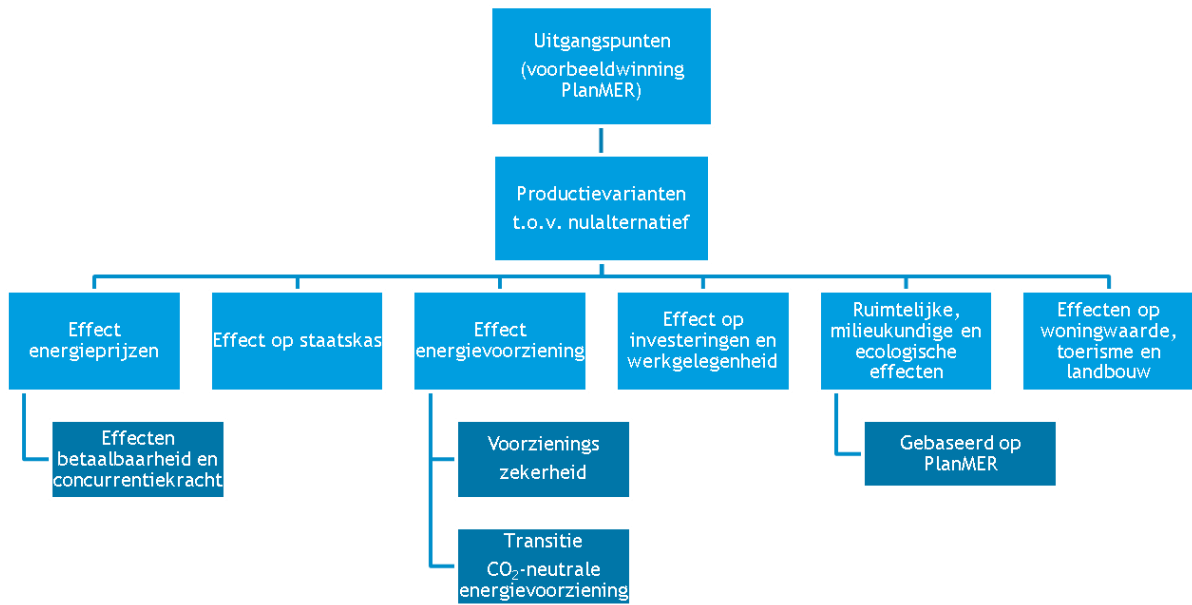 Uitgangspunten
(voorbeeldwinning
PlanMER)
Productievarianten
t.o.v. nulalternatief
Effect
energieprijzen
Effect op staatskas
Effect
energievoorziening
Effect op
investeringen en
werkgelegenheid
Ruimtelijke,
milieukundige en
ecologische
effecten
Effecten op
woningwaarde,
toerisme en
landbouw
Effecten
betaalbaarheid en
concurrentiekracht
Voorzienings
zekerheid
Gebaseerd op
PlanMER
Transitie
CO₂-neutrale
energievoorziening